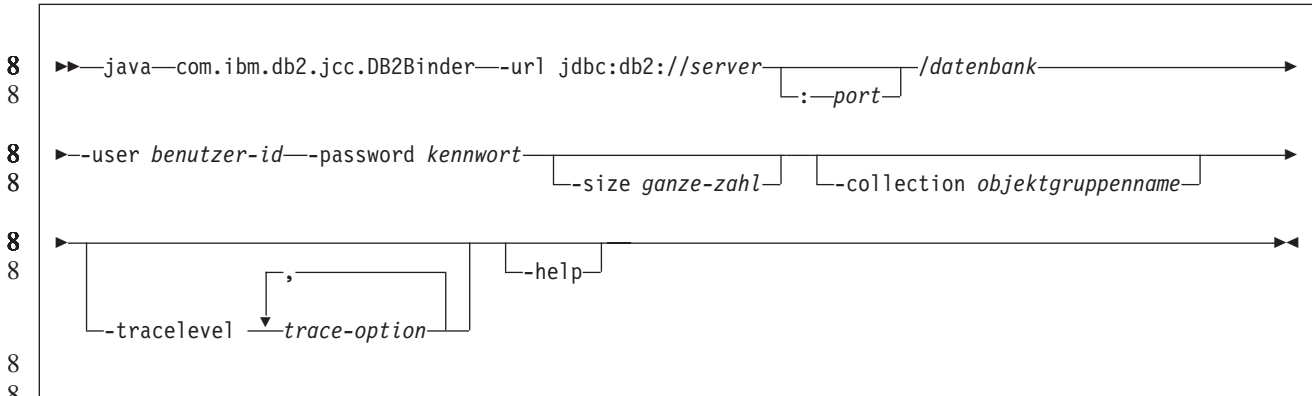 8 java com.ibm.db2.jcc.DB2Binder -url jdbc:db2://server /datenbank
8 : port
8 -user benutzer-id -password kennwort
8 -size ganze-zahl -collection objektgruppenname
8
8 , -help
-tracelevel trace-option
8
8